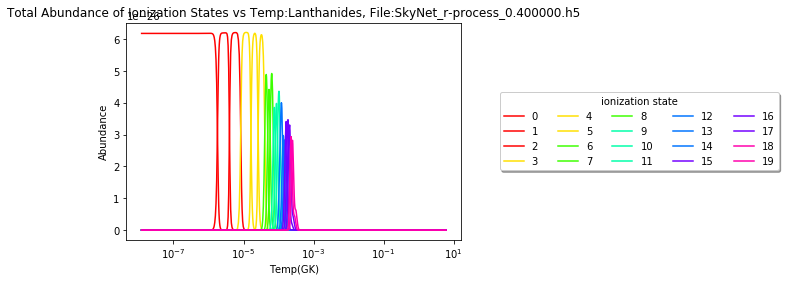 Total Abundance of Ionization States vs Temp:Lanthanides, File:SkyNet_r-process_0.400000.h5
6
5
4
3
2
1
0
Abundance
10⁻⁷ 10⁻⁵ 10⁻³ 10⁻¹ 10¹
Temp(GK)
ionization state
0 4 8 12 16
1 5 9 13 17
2 6 10 14 18
3 7 11 15 19